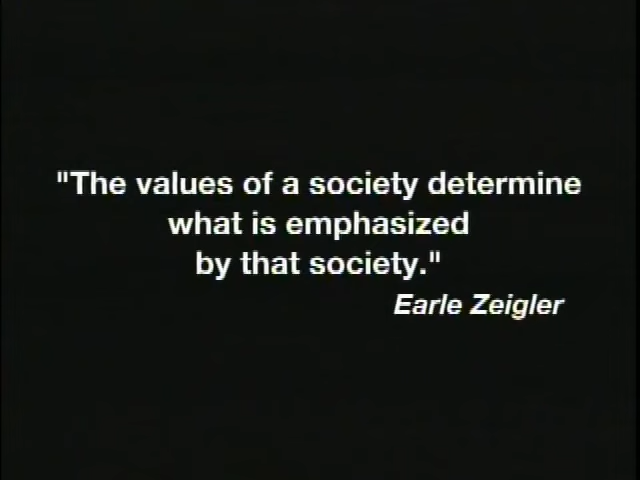 "The values of a society determine
what is emphasized
by that society."
Earle Zeigler